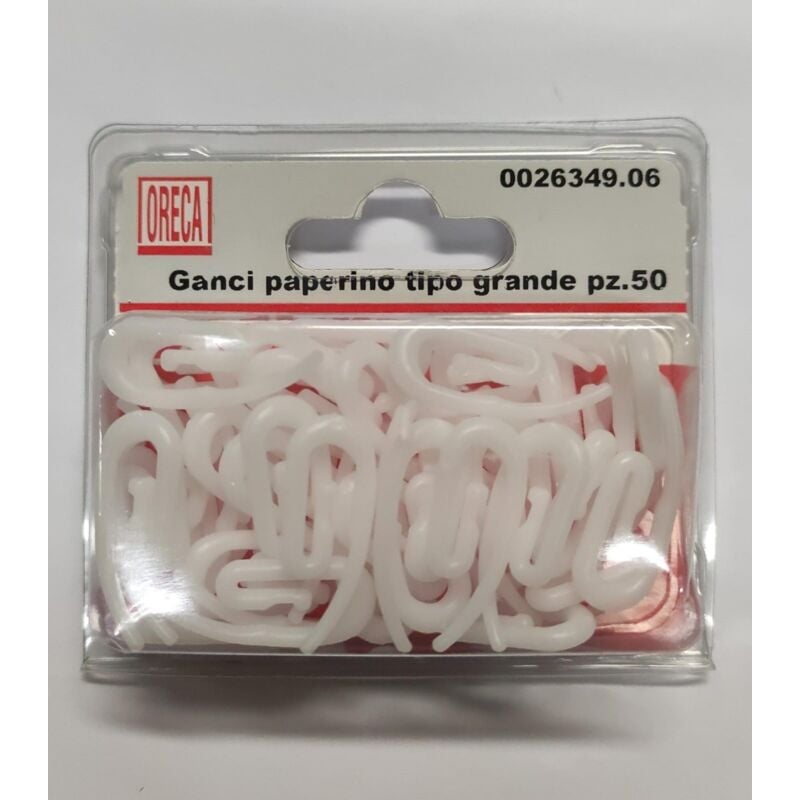 ORECA
0026349.06
Ganci paperino tipo grande pz.50